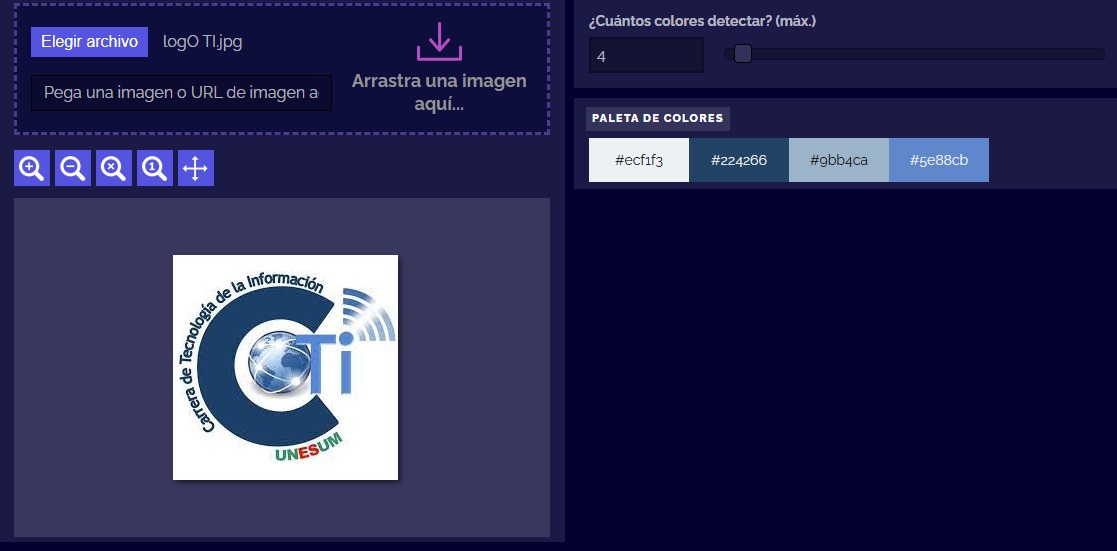 Elegir archivo
logO TI.jpg
Pega una imagen o URL de imagen a
Arrastra una imagen
aquí...
Carrera de Tecnología de la Información
Ti
UNESUM
¿Cuántos colores detectar? (máx.)
4
PALETA DE COLORES
#ecf1f3
#224266
#9bb4ca
#5e88cb